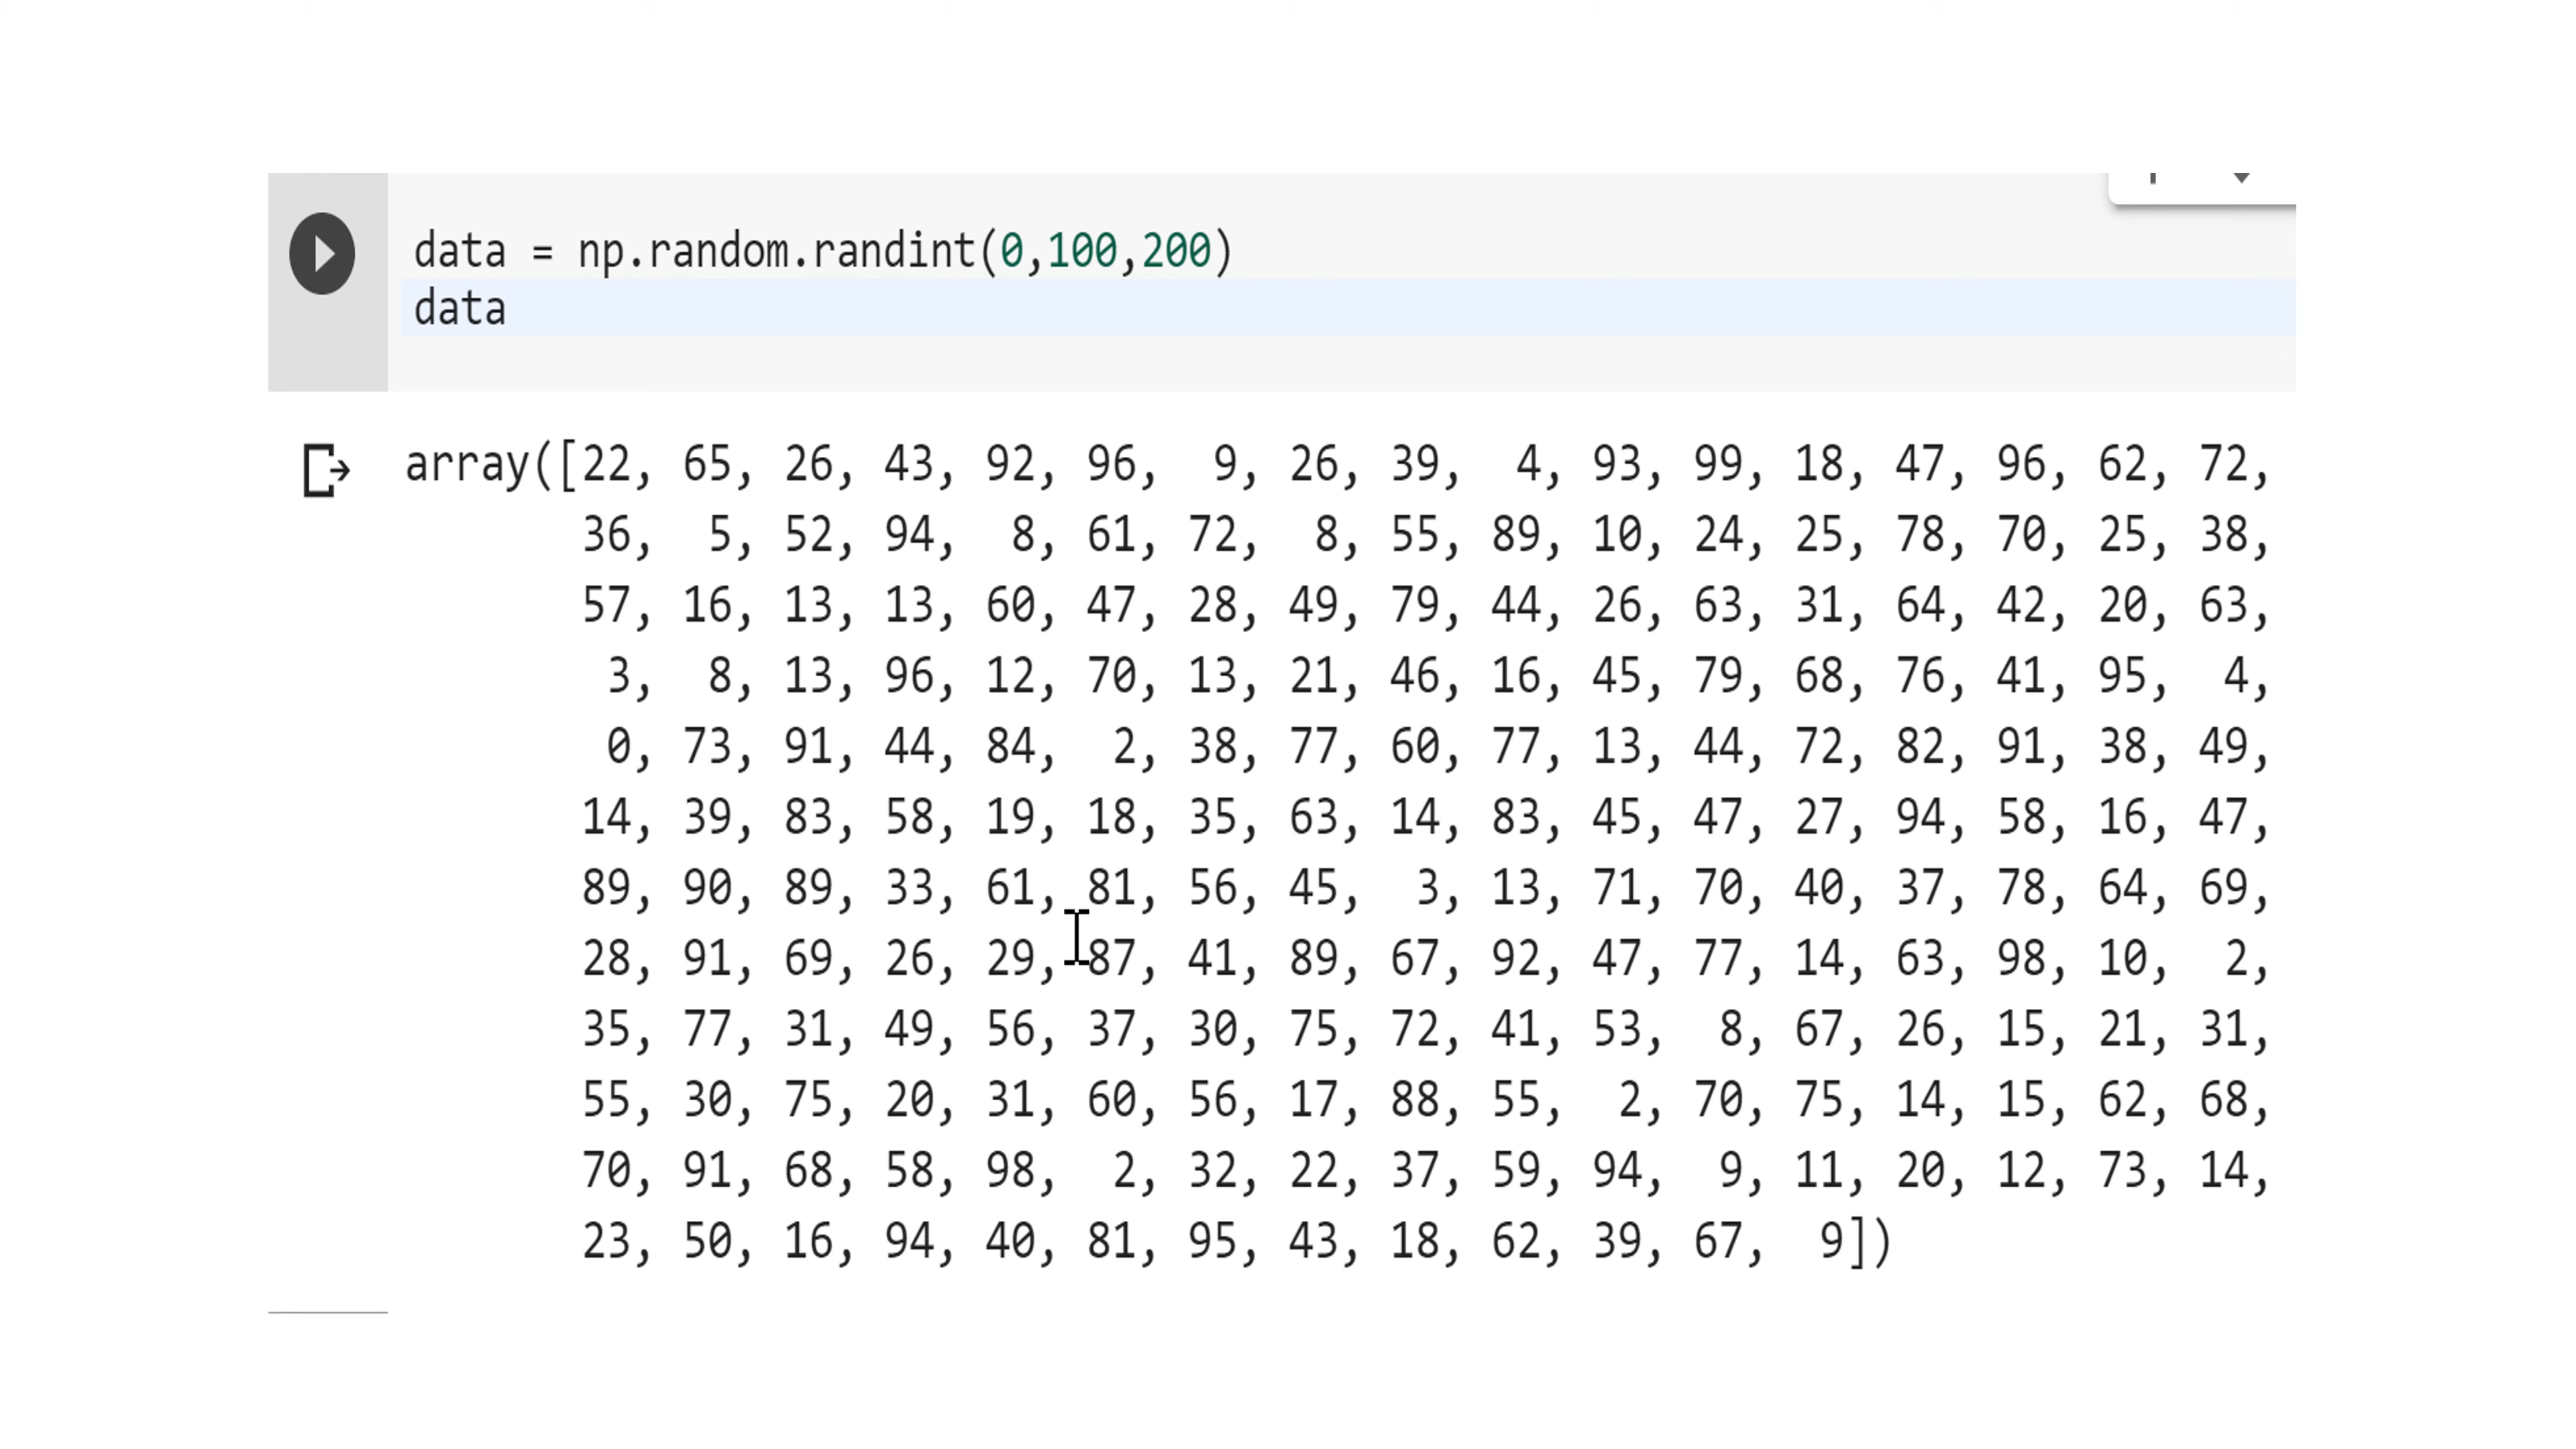 data = np.random.randint(0,100,200)
data
array([22, 65, 26, 43, 92, 96,  9, 26, 39,  4, 93, 99, 18, 47, 96, 62, 72,
36,  5, 52, 94,  8, 61, 72,  8, 55, 89, 10, 24, 25, 78, 70, 25, 38,
57, 16, 13, 13, 60, 47, 28, 49, 79, 44, 26, 63, 31, 64, 42, 20, 63,
3,  8, 13, 96, 12, 70, 13, 21, 46, 16, 45, 79, 68, 76, 41, 95,  4,
0, 73, 91, 44, 84,  2, 38, 77, 60, 77, 13, 44, 72, 82, 91, 38, 49,
14, 39, 83, 58, 19, 18, 35, 63, 14, 83, 45, 47, 27, 94, 58, 16, 47,
89, 90, 89, 33, 61, 81, 56, 45,  3, 13, 71, 70, 40, 37, 78, 64, 69,
28, 91, 69, 26, 29, 87, 41, 89, 67, 92, 47, 77, 14, 63, 98, 10,  2,
35, 77, 31, 49, 56, 37, 30, 75, 72, 41, 53,  8, 67, 26, 15, 21, 31,
55, 30, 75, 20, 31, 60, 56, 17, 88, 55,  2, 70, 75, 14, 15, 62, 68,
70, 91, 68, 58, 98,  2, 32, 22, 37, 59, 94,  9, 11, 20, 12, 73, 14,
23, 50, 16, 94, 40, 81, 95, 43, 18, 62, 39, 67,  9])